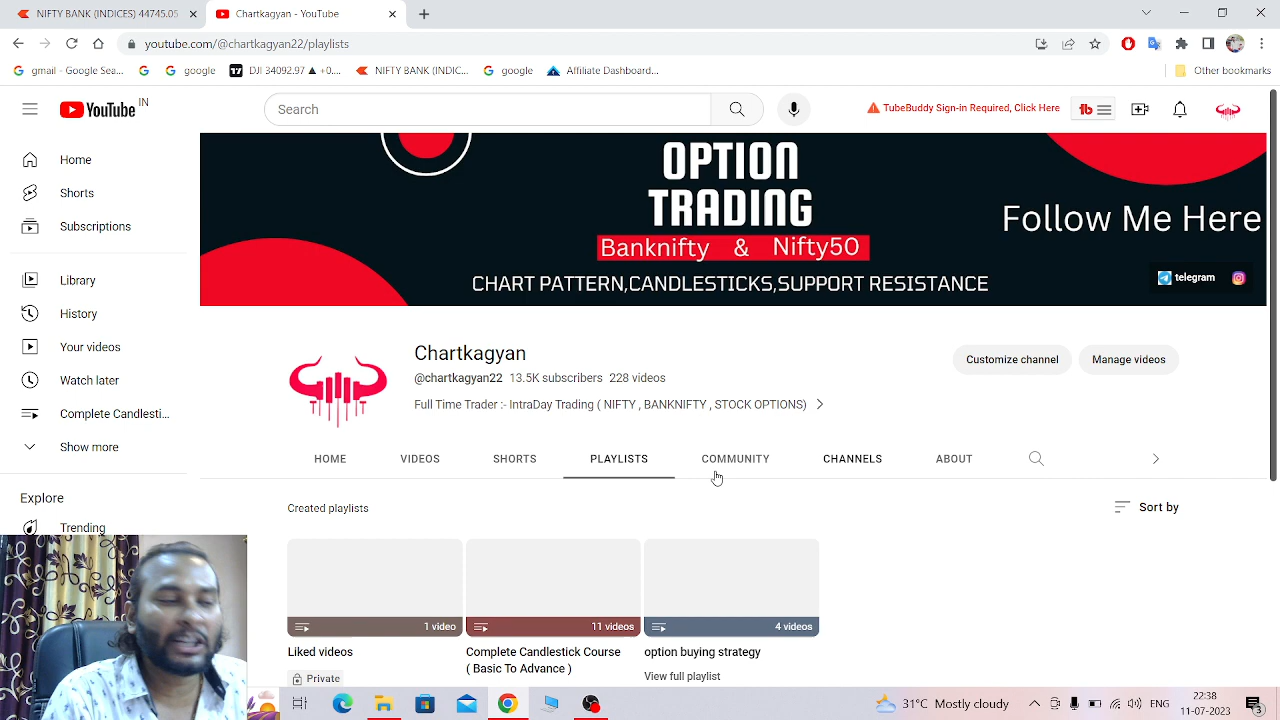 NIFTY BANK (INDICES) 44745.05
Chartkagyan - YouTube
youtube.com/@chartkagyan22/playlists
gmail - Google Sea...
google
DJI 34092.97 ▲ +0...
NIFTY BANK (INDIC...
google
Affiliate Dashboa...
Other bookmarks
YouTube IN
Search
TubeBuddy Sign-in Required, Click Here
tb
Home
Shorts
Subscriptions
Library
History
Your videos
Watch later
Complete Candlesti...
Show more
Explore
Trending
OPTION
TRADING
Banknifty & Nifty50
CHART PATTERN,CANDLESTICKS,SUPPORT RESISTANCE
Follow Me Here
telegram
Chartkagyan
@chartkagyan22 13.5K subscribers 228 videos
Full Time Trader :- IntraDay Trading ( NIFTY , BANKNIFTY , STOCK OPTIONS)
Customize channel
Manage videos
HOME VIDEOS SHORTS PLAYLISTS COMMUNITY CHANNELS ABOUT
Created playlists
Sort by
1 video
11 videos
4 videos
Liked videos
Private
Complete Candlestick Course
( Basic To Advance )
option buying strategy
View full playlist
31°C Mostly cloudy
ENG
22:38
11-07-2023
3